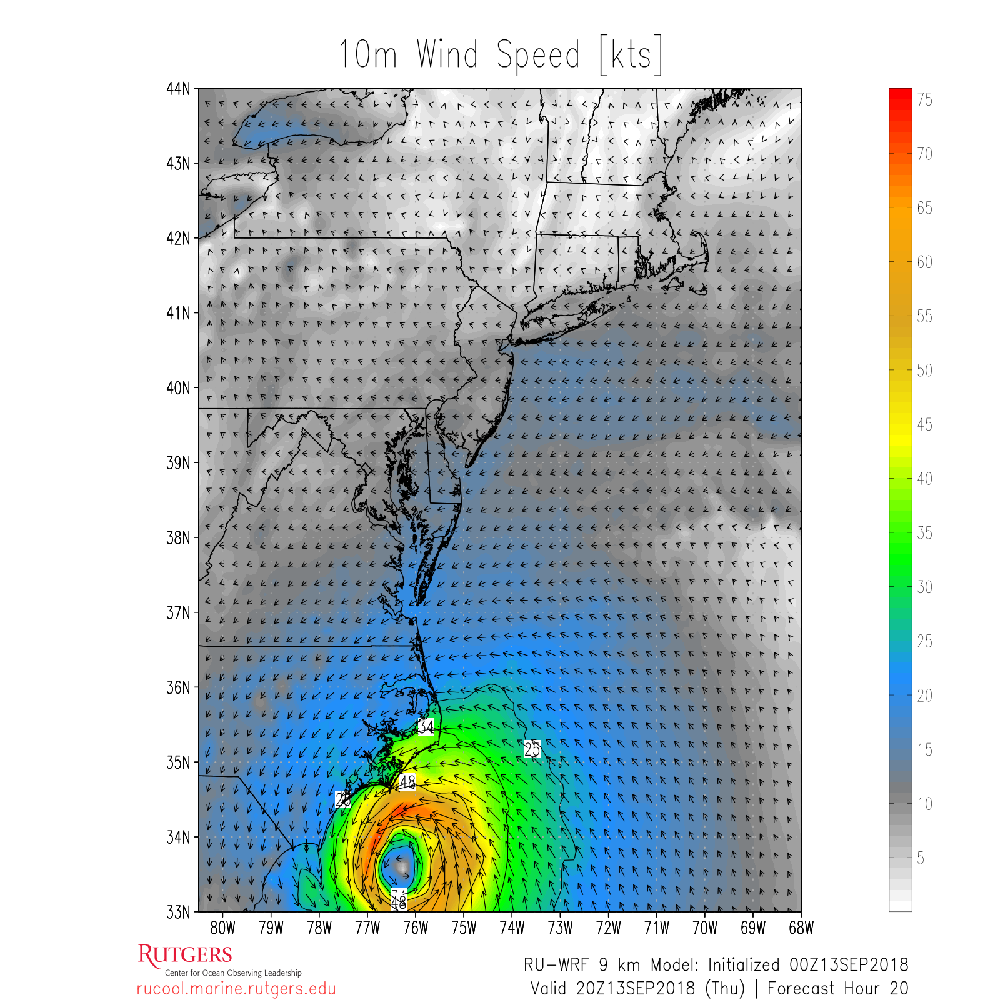 10m Wind Speed [kts]
44N
43N
42N
41N
40N
39N
38N
37N
36N
35N
34N
33N
80W 79W 78W 77W 76W 75W 74W 73W 72W 71W 70W 69W 68W
75
70
65
60
55
50
45
40
35
30
25
20
15
10
5
34
25
48
25
34
48
RUTGERS
Center for Ocean Observing Leadership
rucool.marine.rutgers.edu
RU-WRF 9 km Model: Initialized 00Z13SEP2018
Valid 20Z13SEP2018 (Thu) | Forecast Hour 20